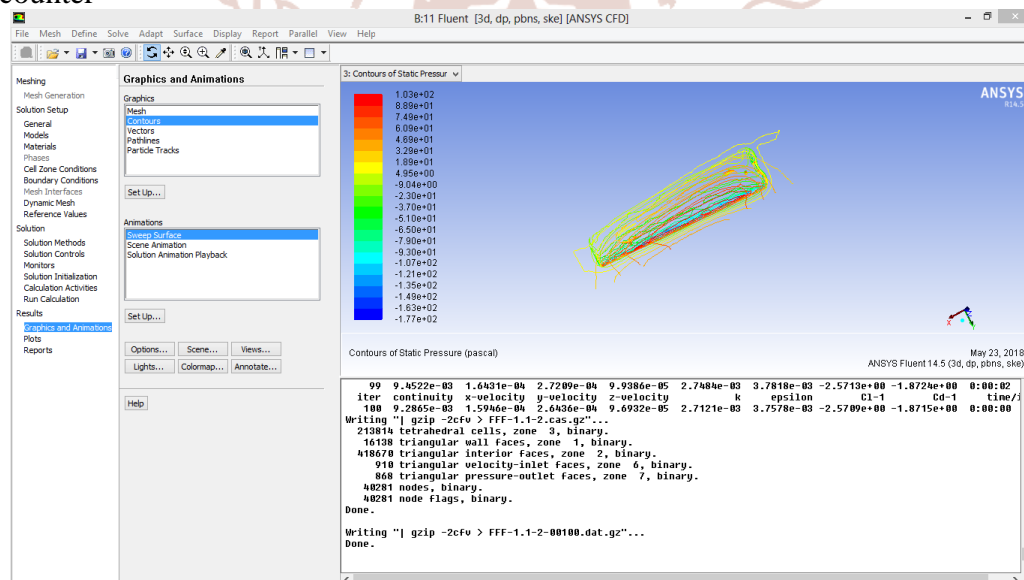 counter
B:11 Fluent [3d, dp, pbns, ske] [ANSYS CFD]
File Mesh Define Solve Adapt Surface Display Report Parallel View Help
Meshing
Mesh Generation
Solution Setup
General
Models
Materials
Phases
Cell Zone Conditions
Boundary Conditions
Mesh Interfaces
Dynamic Mesh
Reference Values
Solution
Solution Methods
Solution Controls
Monitors
Solution Initialization
Calculation Activities
Run Calculation
Results
Graphics and Animations
Plots
Reports
Graphics and Animations
Graphics
Mesh
Contours
Vectors
Pathlines
Particle Tracks
Set Up...
Animations
Sweep Surface
Scene Animation
Solution Animation Playback
Set Up...
Options... Scene... Views...
Lights... Colormap... Annotate...
Help
3: Contours of Static Pressur
1.03e+02
8.89e+01
7.49e+01
6.09e+01
4.69e+01
3.29e+01
1.89e+01
4.95e+00
-9.04e+00
-2.30e+01
-3.70e+01
-5.10e+01
-6.50e+01
-7.90e+01
-9.30e+01
-1.07e+02
-1.21e+02
-1.35e+02
-1.49e+02
-1.63e+02
-1.77e+02
ANSYS
R14.5
X
Y
Z
Contours of Static Pressure (pascal)
May 23, 2018
ANSYS Fluent 14.5 (3d, dp, pbns, ske)
99 9.4522e-03 1.6431e-04 2.7209e-04 9.9386e-05 2.7484e-03 3.7818e-03 -2.5713e+00 -1.8724e+00 0:00:02
iter continuity x-velocity y-velocity z-velocity k epsilon Cl-1 Cd-1 time/i
100 9.2865e-03 1.5946e-04 2.6436e-04 9.6932e-05 2.7121e-03 3.7578e-03 -2.5709e+00 -1.8715e+00 0:00:00
Writing "| gzip -2cfv > FFF-1.1-2.cas.gz"...
213814 tetrahedral cells, zone 3, binary.
16138 triangular wall faces, zone 1, binary.
418670 triangular interior faces, zone 2, binary.
910 triangular velocity-inlet faces, zone 6, binary.
868 triangular pressure-outlet faces, zone 7, binary.
40281 nodes, binary.
40281 node flags, binary.
Done.
Writing "| gzip -2cfv > FFF-1.1-2-00100.dat.gz"...
Done.